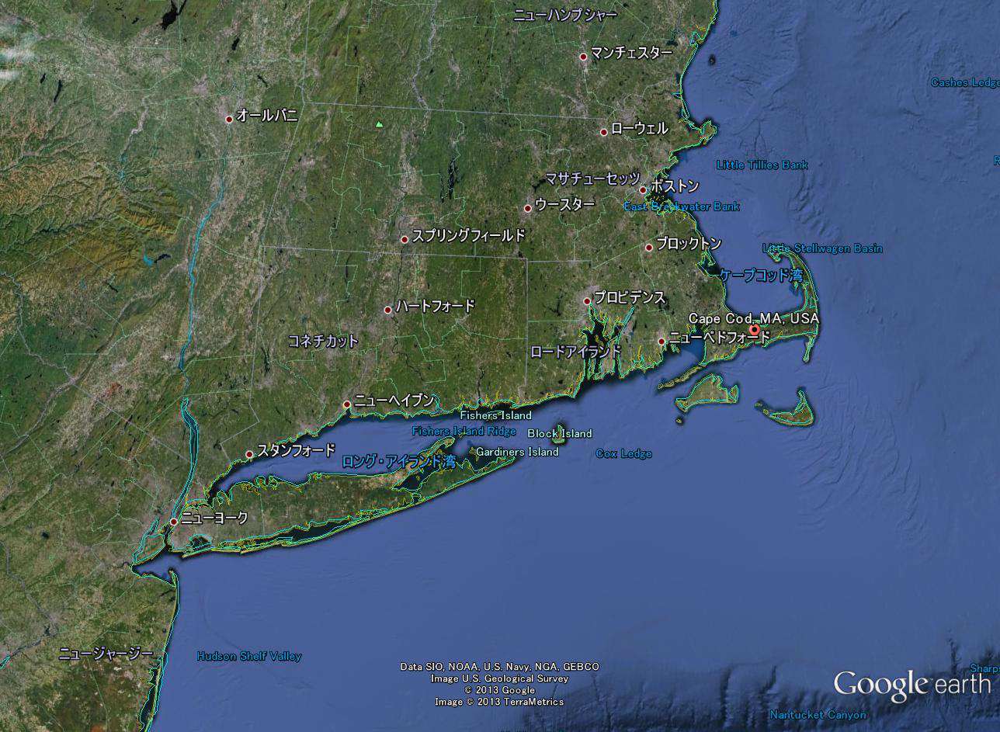 ニューハンプシャー
マンチェスター
Cashes Ledge
オールバニ
ローウェル
Little Tillies Bank
マサチューセッツ
ボストン
ウースター
East Breakwater Bank
スプリングフィールド
ブロックトン
Little Stellwagen Basin
ケープコッド湾
プロビデンス
ハートフォード
Cape Cod, MA, USA
コネチカット
ニューベドフォード
ロードアイランド
ニューヘイブン
Fishers Island
Fishers Island Ridge
Block Island
スタンフォード
Gardiners Island
Cox Ledge
ロング・アイランド湾
ニューヨーク
ニュージャージー
Hudson Shelf Valley
Data SIO, NOAA, U.S. Navy, NGA, GEBCO
Image U.S. Geological Survey
© 2013 Google
Image © 2013 TerraMetrics
Google earth
Nantucket Canyon